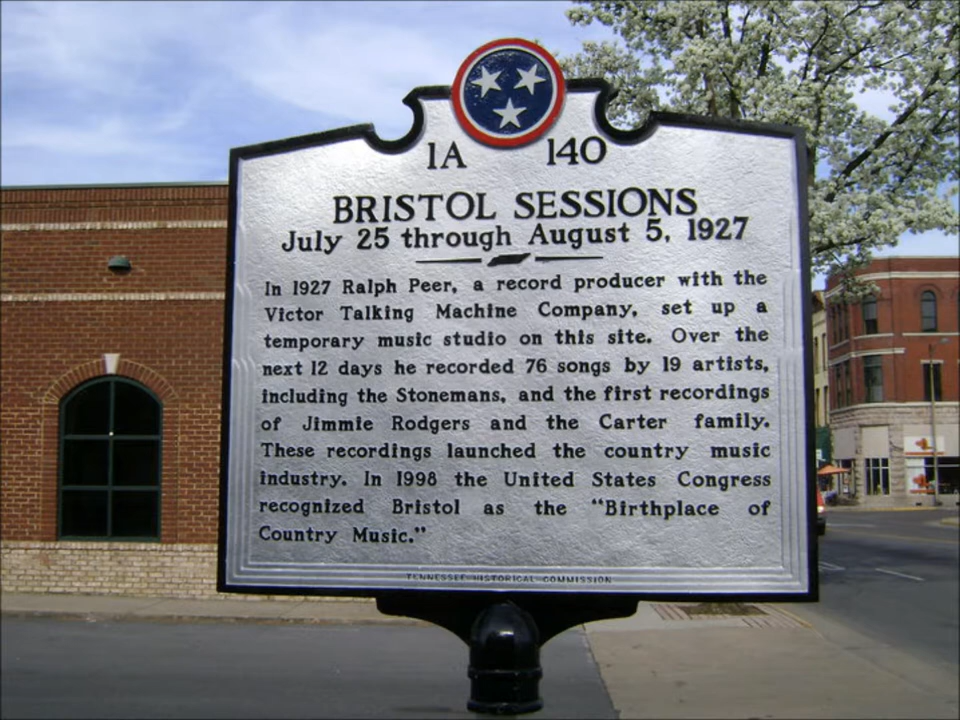 1A 140
BRISTOL SESSIONS
July 25 through August 5, 1927
In 1927 Ralph Peer, a record producer with the
Victor Talking Machine Company, set up a
temporary music studio on this site. Over the
next 12 days he recorded 76 songs by 19 artists,
including the Stonemans, and the first recordings
of Jimmie Rodgers and the Carter family.
These recordings launched the country music
industry. In 1998 the United States Congress
recognized Bristol as the "Birthplace of
Country Music."
TENNESSEE HISTORICAL COMMISSION